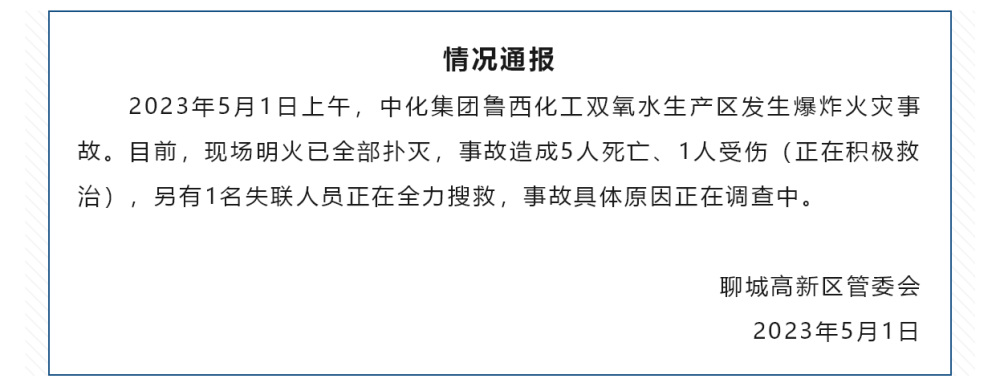 情况通报
2023年5月1日上午，中化集团鲁西化工双氧水生产区发生爆炸火灾事
故。目前，现场明火已全部扑灭，事故造成5人死亡、1人受伤（正在积极救
治），另有1名失联人员正在全力搜救，事故具体原因正在调查中。
聊城高新区管委会
2023年5月1日